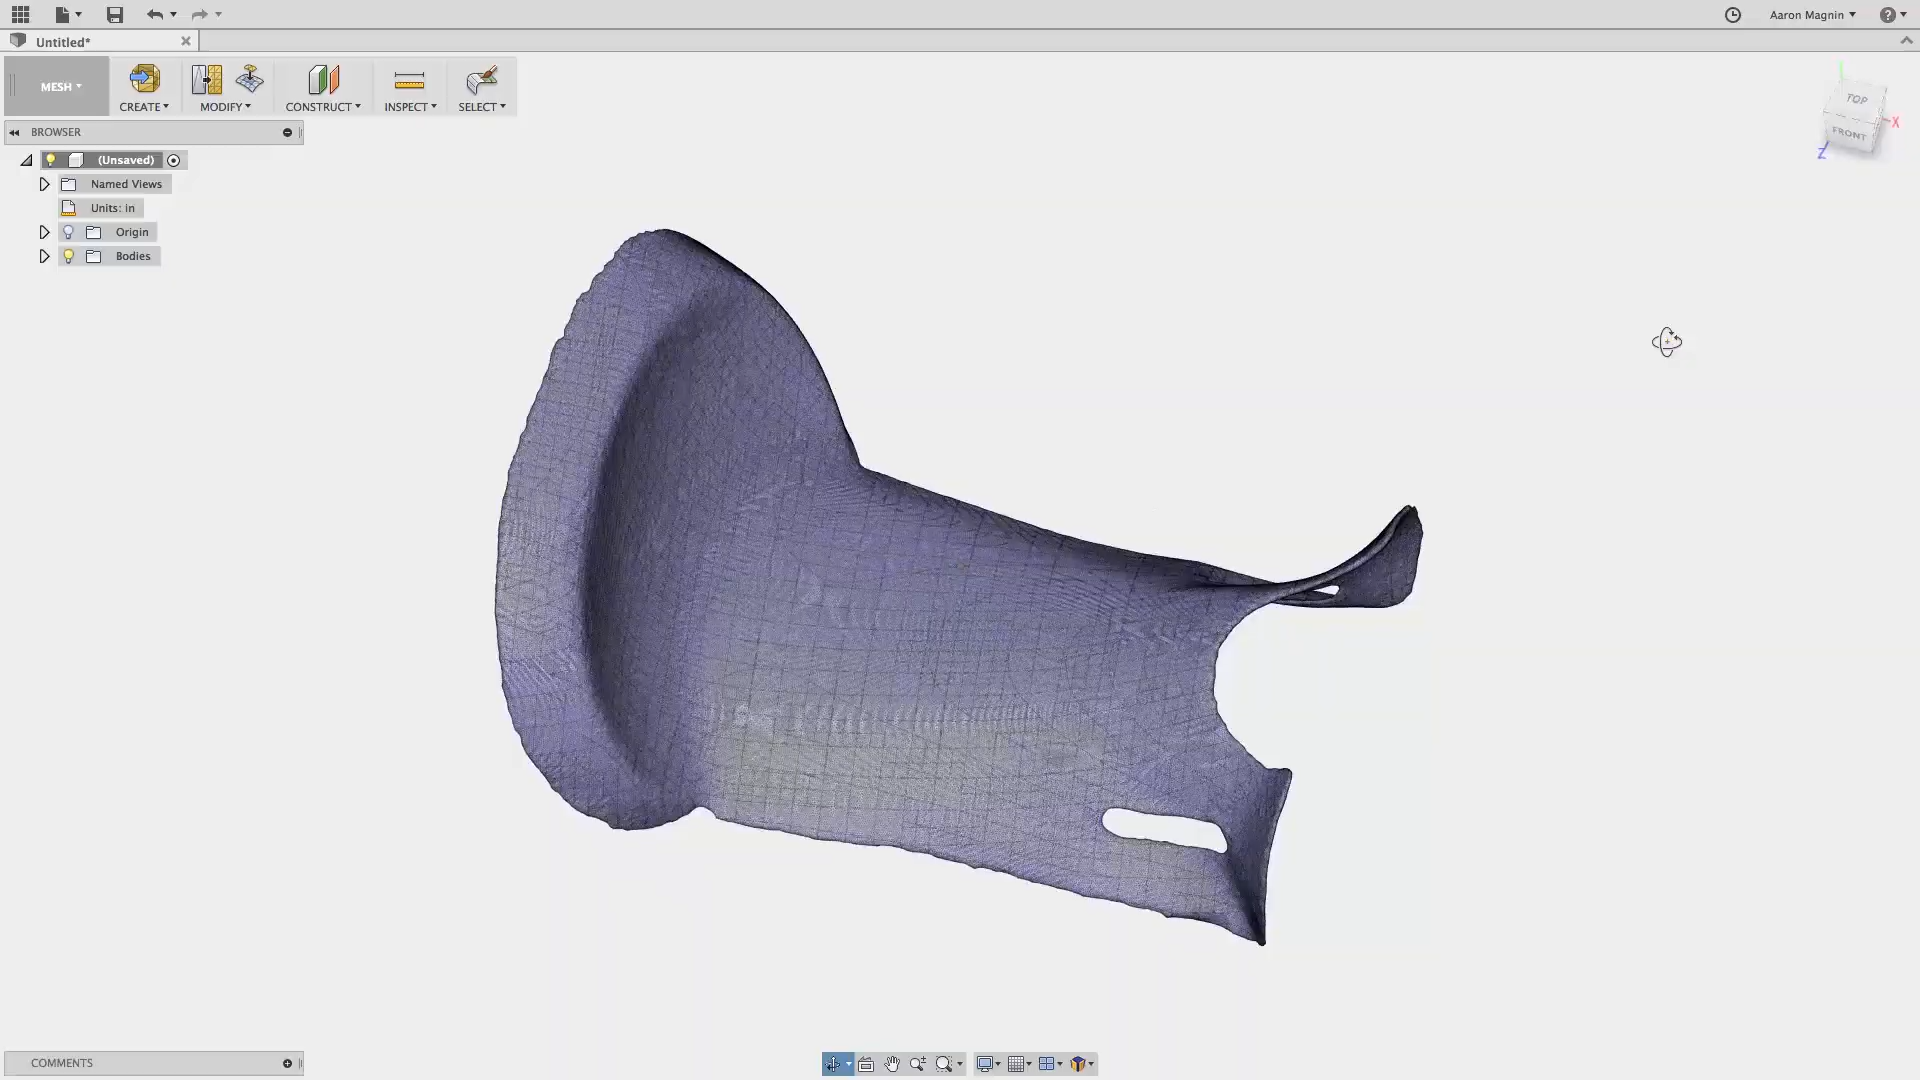 Aaron Magnin
?
Untitled*
MESH
CREATE
MODIFY
CONSTRUCT
INSPECT
SELECT
TOP
FRONT
X
Z
BROWSER
(Unsaved)
Named Views
Units: in
Origin
Bodies
COMMENTS